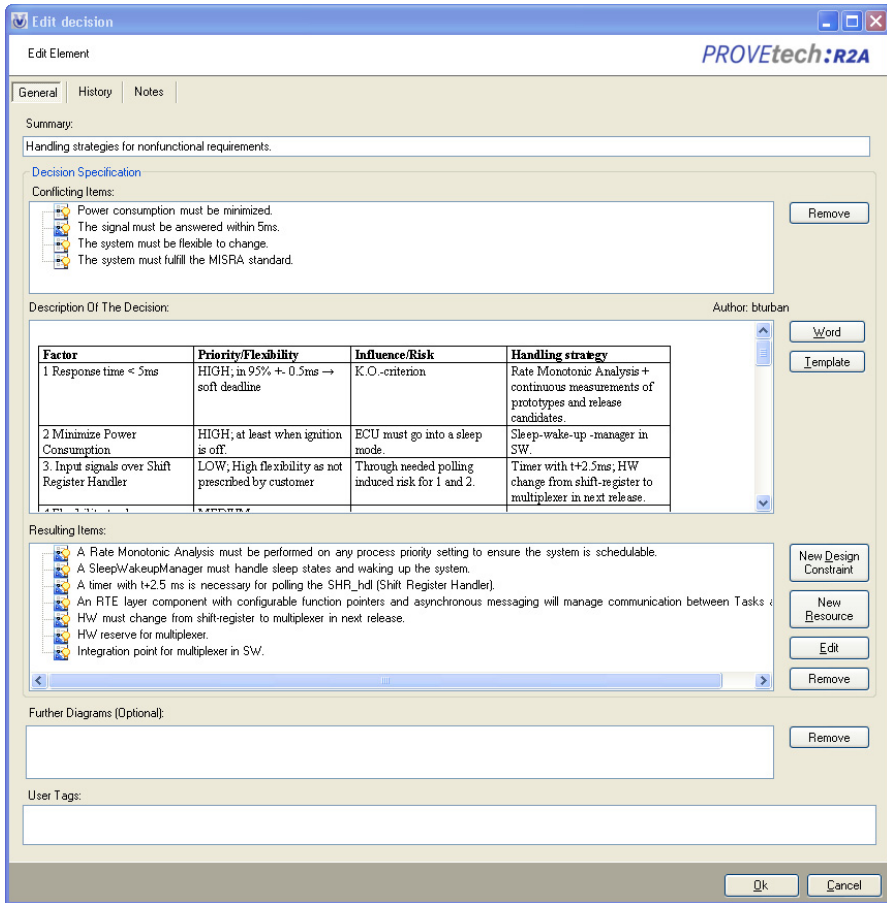 Edit decision
Edit Element
PROVEtech:R2A
General History Notes
Summary:
Handling strategies for nonfunctional requirements.
Decision Specification
Conflicting Items:
Power consumption must be minimized.
The signal must be answered within 5ms.
The system must be flexible to change.
The system must fulfill the MISRA standard.
Remove
Description Of The Decision:
Author: bturban
Word
Template
Factor Priority/Flexibility Influence/Risk Handling strategy
1 Response time < 5ms HIGH; in 95% +- 0.5ms → K.O.-criterion Rate Monotonic Analysis +
soft deadline continuous measurements of
prototypes and release
candidates.
2 Minimize Power HIGH; at least when ignition ECU must go into a sleep Sleep-wake-up -manager in
Consumption is off. mode. SW.
3. Input signals over Shift LOW; High flexibility as not Through needed polling Timer with t+2.5ms; HW
Register Handler prescribed by customer induced risk for 1 and 2. change from shift-register to
multiplexer in next release.
MEDIUM
Resulting Items:
A Rate Monotonic Analysis must be performed on any process priority setting to ensure the system is schedulable.
A SleepWakeupManager must handle sleep states and waking up the system.
A timer with t+2.5 ms is necessary for polling the SHR_hdl (Shift Register Handler).
An RTE layer component with configurable function pointers and asynchronous messaging will manage communication between Tasks
HW must change from shift-register to multiplexer in next release.
HW reserve for multiplexer.
Integration point for multiplexer in SW.
New Design
Constraint
New
Resource
Edit
Remove
Further Diagrams (Optional):
Remove
User Tags:
Ok Cancel